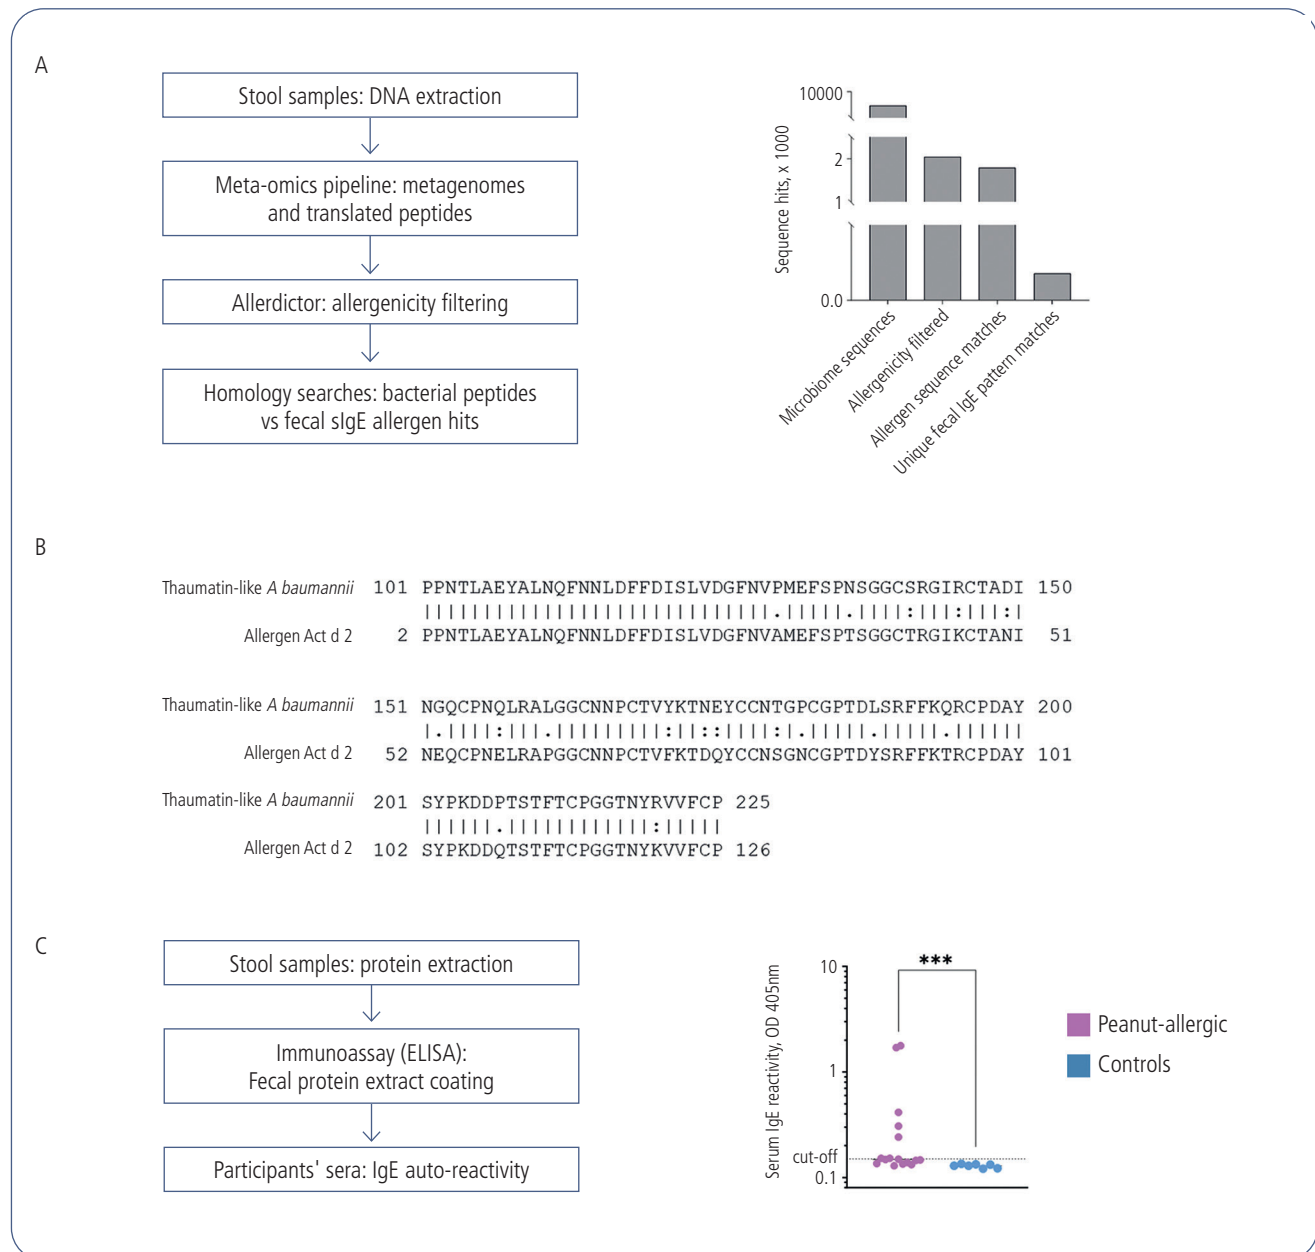 A
Stool samples: DNA extraction
Meta-omics pipeline: metagenomes
and translated peptides
Allerdictor: allergenicity filtering
Homology searches: bacterial peptides
vs fecal sIgE allergen hits
Sequence hits, x 1000
10000
2
1
0.0
Microbiome sequences
Allergenicity filtered
Allergen sequence matches
Unique fecal IgE pattern matches
B
Thaumatin-like A baumannii 101 PPNTLAEYALNQFNNLDFFDISLVDGFNVPMEFSPNSGGCSRGIRCTADI 150
||||||||||||||||||||||||||||||.|||||.||||:|||:|||:|
Allergen Act d 2 2 PPNTLAEYALNQFNNLDFFDISLVDGFNVAMEFSPTSGGCTRGIKCTANI 51
Thaumatin-like A baumannii 151 NGQCPNQLRALGGCNNPCTVYKTNEYCCNTGPCGPTDLSRFFKQRCPDAY 200
|.||||:|||.|||||||||:||::||||:|.|||||.|||||.||||||
Allergen Act d 2 52 NEQCPNELRAPGGCNNPCTVFKTDQYCCNSGNCGPTDYSRFFKTRCPDAY 101
Thaumatin-like A baumannii 201 SYPKDDPTSTFTCPGGTNYRVVFCP 225
||||||.||||||||||||:|||||
Allergen Act d 2 102 SYPKDDQTSTFTCPGGTNYKVVFCP 126
C
Stool samples: protein extraction
Immunoassay (ELISA):
Fecal protein extract coating
Participants' sera: IgE auto-reactivity
Serum IgE reactivity, OD 405nm
10
1
cut-off
0.1
***
Peanut-allergic
Controls